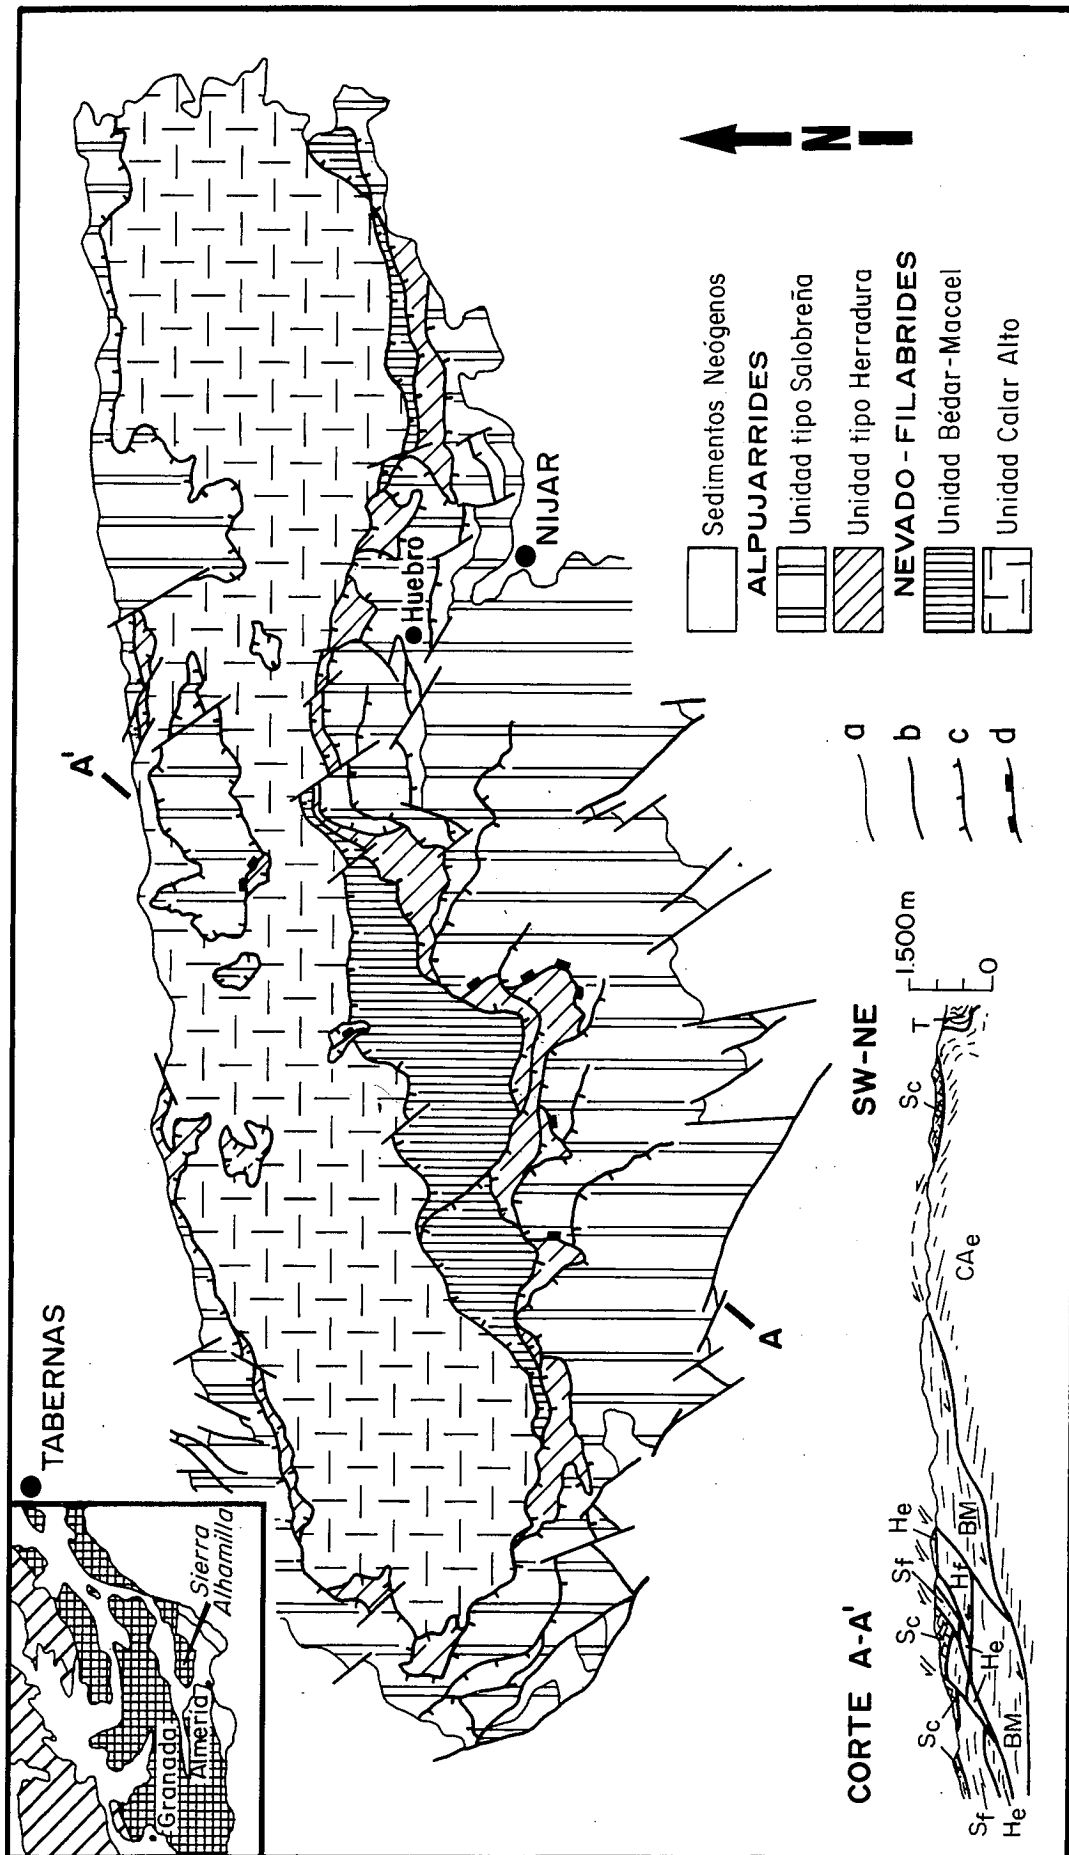 TABERNAS
Granada
Almería
Sierra
Alhamilla
A'
N
Huebro
NIJAR
A
Sedimentos Neógenos
ALPUJARRIDES
Unidad tipo Salobreña
Unidad tipo Herradura
NEVADO-FILABRIDES
Unidad Bédar-Macael
Unidad Calar Alto
a
b
c
d
CORTE A-A'
SW-NE
1.500m
0
Sf
He
Sc
BM
He
Sc
Sf
He
Hf
BM
CAe
Sc
T